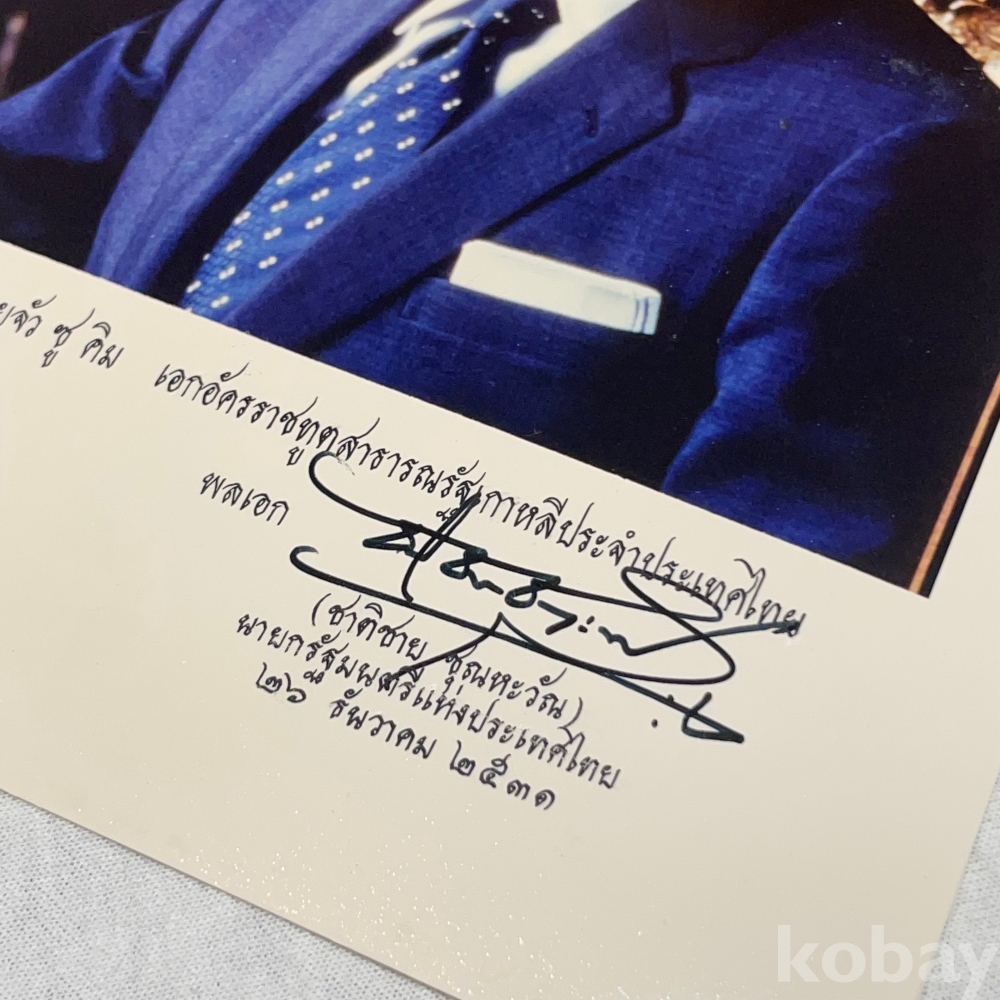 ซู คิม เอกอัครราชทูตสาธารณรัฐเกาหลีประจำประเทศไทย
พลเอก
(ชาติชาย ชุณหะวัณ)
นายกรัฐมนตรีแห่งประเทศไทย
๒๖ ธันวาคม ๒๕๓๑
kobay